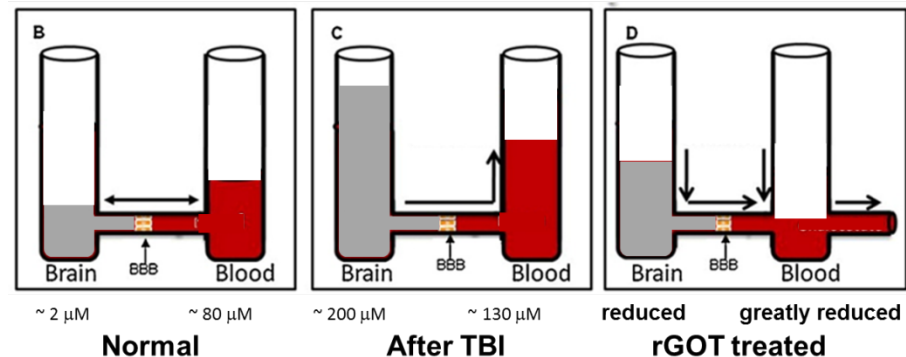 B
Brain
BBB
Blood
~ 2 μM
~ 80 μM
Normal
C
Brain
BBB
Blood
~ 200 μM
~ 130 μM
After TBI
D
Brain
BBB
Blood
reduced
greatly reduced
rGOT treated